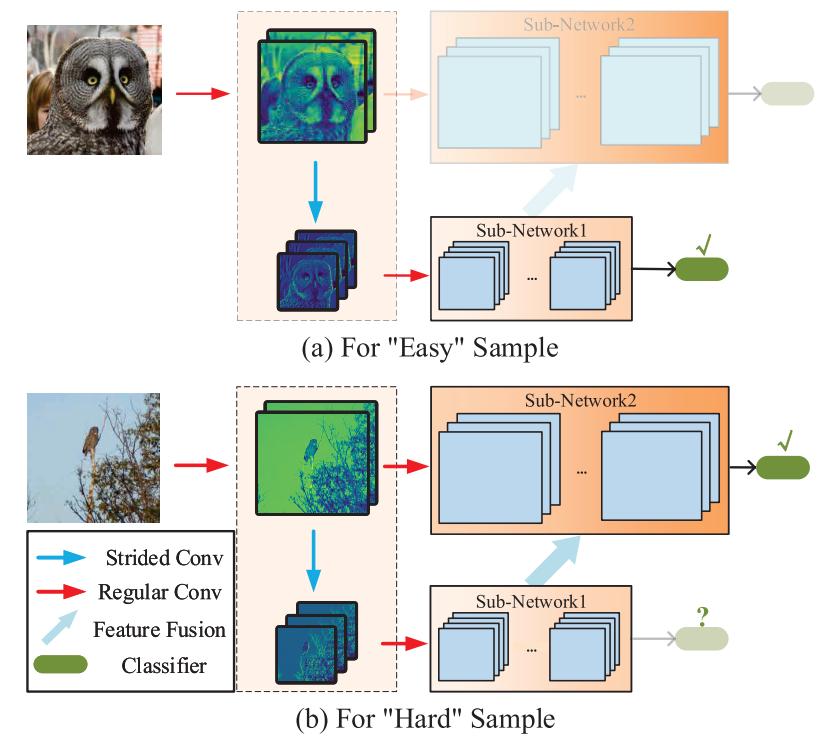 Sub-Network2
...
Sub-Network1
...
√
(a) For "Easy" Sample
Sub-Network2
...
√
Sub-Network1
...
?
Strided Conv
Regular Conv
Feature Fusion
Classifier
(b) For "Hard" Sample